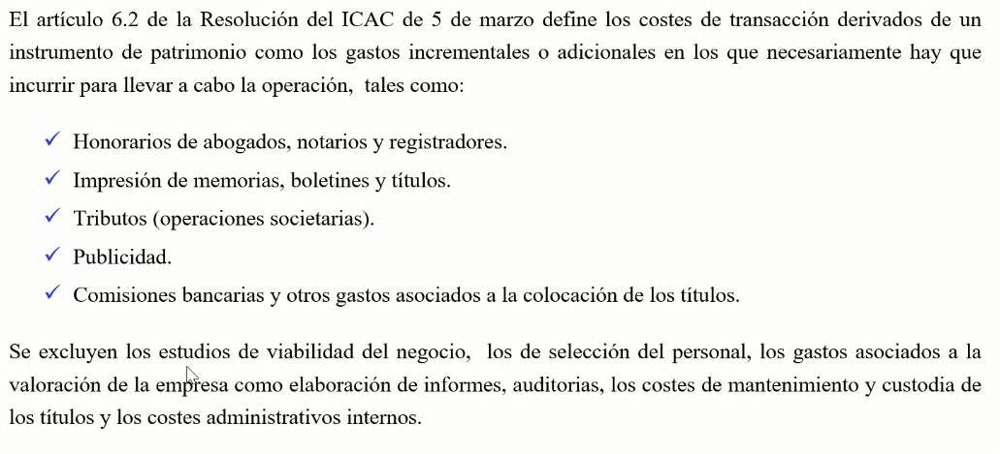 El artículo 6.2 de la Resolución del ICAC de 5 de marzo define los costes de transacción derivados de un
instrumento de patrimonio como los gastos incrementales o adicionales en los que necesariamente hay que
incurrir para llevar a cabo la operación, tales como:
✓ Honorarios de abogados, notarios y registradores.
✓ Impresión de memorias, boletines y títulos.
✓ Tributos (operaciones societarias).
✓ Publicidad.
✓ Comisiones bancarias y otros gastos asociados a la colocación de los títulos.
Se excluyen los estudios de viabilidad del negocio, los de selección del personal, los gastos asociados a la
valoración de la empresa como elaboración de informes, auditorias, los costes de mantenimiento y custodia de
los títulos y los costes administrativos internos.